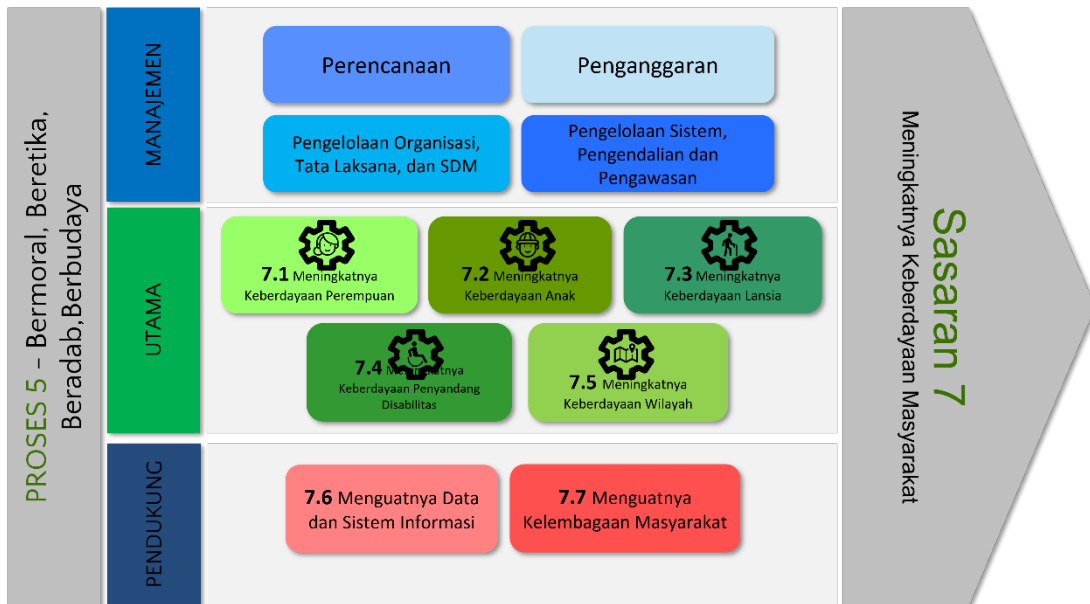 PROSES 5 – Bermoral, Beretika,
Beradab,Berbudaya
MANAJEMEN
Perencanaan
Penganggaran
Pengelolaan Organisasi,
Tata Laksana, dan SDM
Pengelolaan Sistem,
Pengendalian dan
Pengawasan
UTAMA
7.1 Meningkatnya
Keberdayaan Perempuan
7.2 Meningkatnya
Keberdayaan Anak
7.3 Meningkatnya
Keberdayaan Lansia
7.4 Meningkatnya
Keberdayaan Penyandang
Disabilitas
7.5 Meningkatnya
Keberdayaan Wilayah
PENDUKUNG
7.6 Menguatnya Data
dan Sistem Informasi
7.7 Menguatnya
Kelembagaan Masyarakat
Sasaran 7
Meningkatnya Keberdayaan Masyarakat